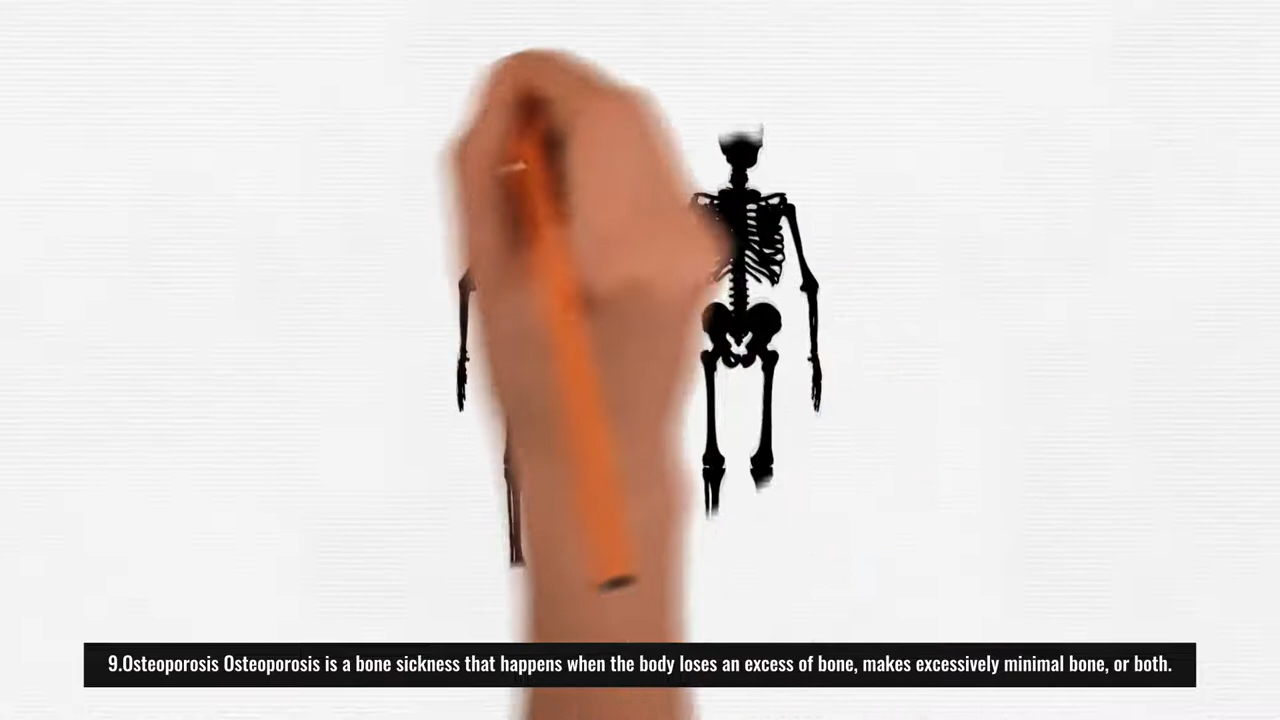 9.Osteoporosis Osteoporosis is a bone sickness that happens when the body loses an excess of bone, makes excessively minimal bone, or both.